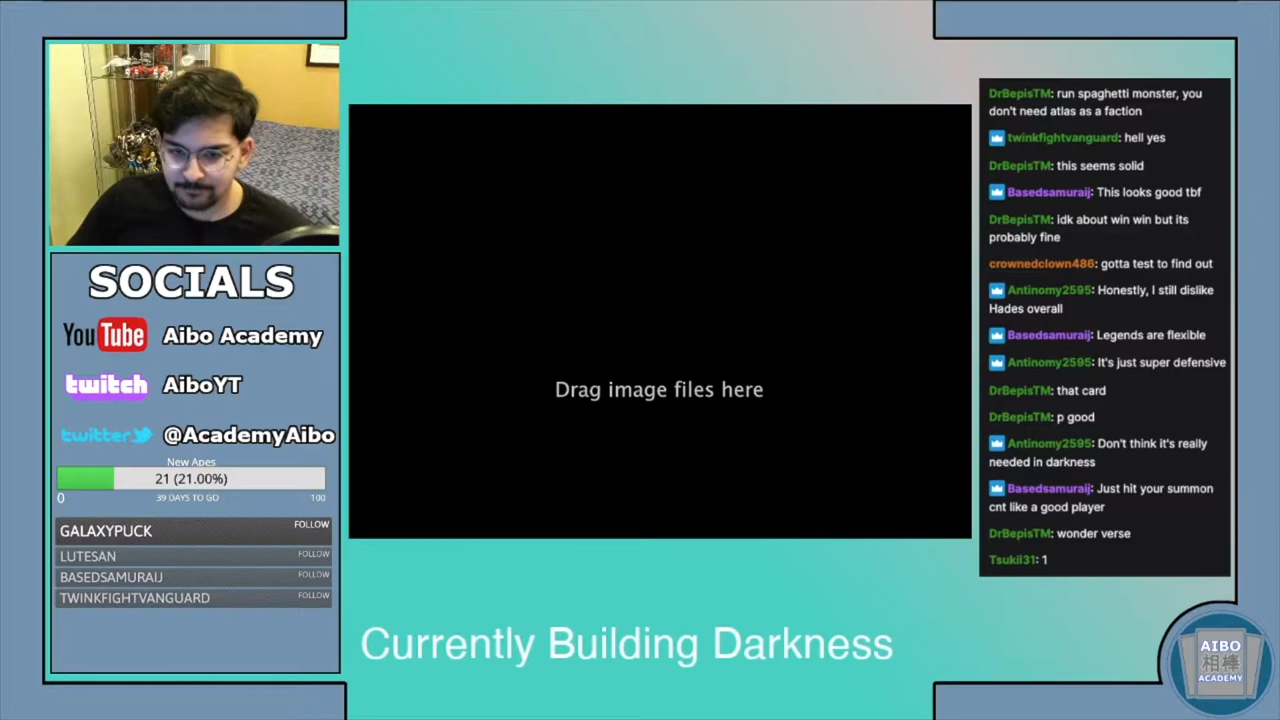 SOCIALS
YouTube Aibo Academy
twitch AiboYT
twitter @AcademyAibo
New Apes
21 (21.00%)
0 39 DAYS TO GO 100
GALAXYPUCK FOLLOW
LUTESAN FOLLOW
BASEDSAMURAIJ FOLLOW
TWINKFIGHTVANGUARD FOLLOW
Drag image files here
Currently Building Darkness
DrBepisTM: run spaghetti monster, you
don't need atlas as a faction
twinkfightvanguard: hell yes
DrBepisTM: this seems solid
Basedsamuraij: This looks good tbf
DrBepisTM: idk about win win but its
probably fine
crownedclown486: gotta test to find out
Antinomy2595: Honestly, I still dislike
Hades overall
Basedsamuraij: Legends are flexible
Antinomy2595: It's just super defensive
DrBepisTM: that card
DrBepisTM: p good
Antinomy2595: Don't think it's really
needed in darkness
Basedsamuraij: Just hit your summon
cnt like a good player
DrBepisTM: wonder verse
Tsukii31: 1
AIBO
相棒
ACADEMY